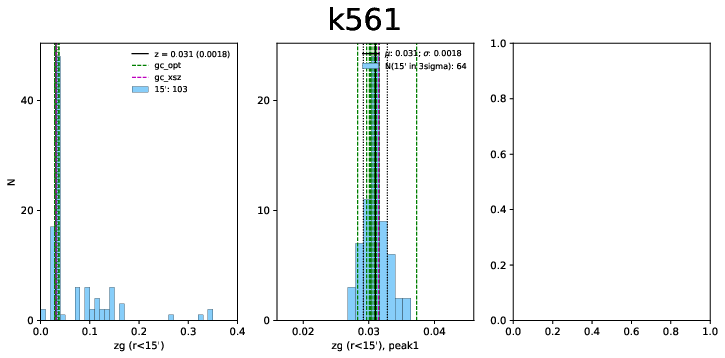 k561
z = 0.031 (0.0018)
gc_opt
gc_xsz
15': 103
N
0
20
40
0.0 0.1 0.2 0.3 0.4
zg (r<15')
μ: 0.031; σ: 0.0018
N(15' in 3sigma): 64
0
10
20
0.02 0.03 0.04
zg (r<15'), peak1
1.0
0.8
0.6
0.4
0.2
0.0
0.0 0.2 0.4 0.6 0.8 1.0